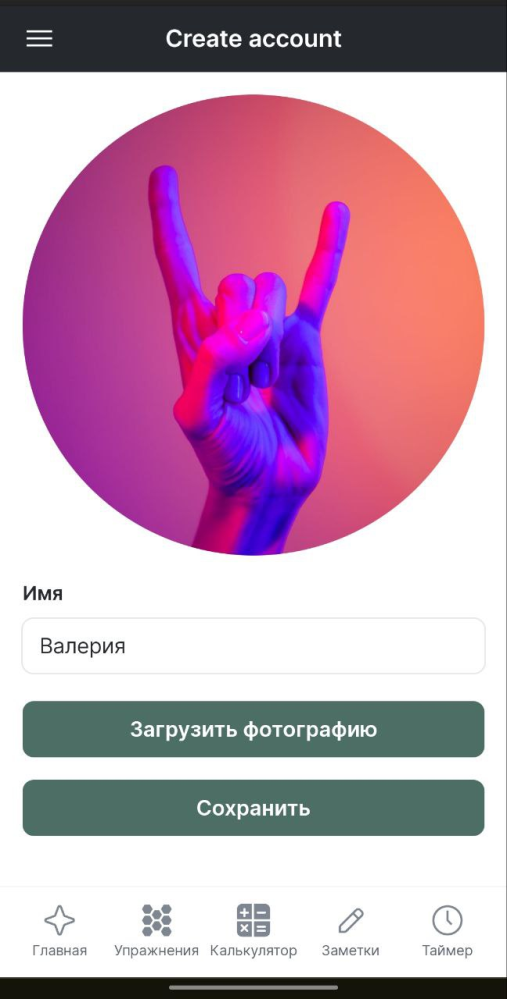 Create account
Имя
Валерия
Загрузить фотографию
Сохранить
Главная Упражнения Калькулятор Заметки Таймер